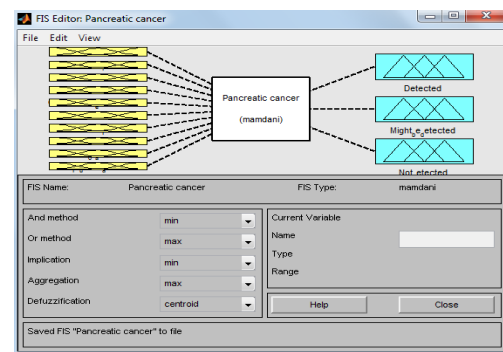 FIS Editor: Pancreatic cancer
File Edit View
Pancreatic cancer
(mamdani)
Detected
Might_e_etected
Not_etected
FIS Name: Pancreatic cancer FIS Type: mamdani
And method min
Or method max
Implication min
Aggregation max
Defuzzification centroid
Current Variable
Name
Type
Range
Help Close
Saved FIS "Pancreatic cancer" to file